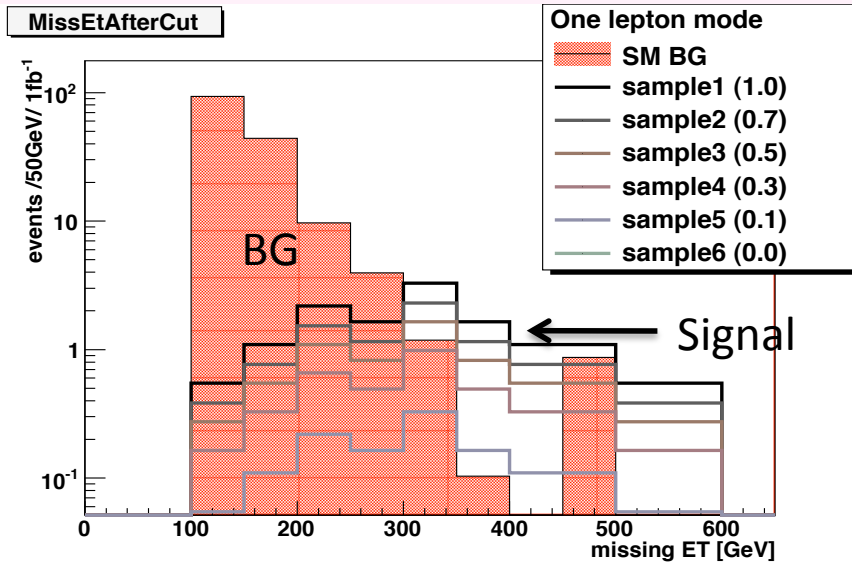 MissEtAfterCut
One lepton mode
SM BG
sample1 (1.0)
sample2 (0.7)
sample3 (0.5)
sample4 (0.3)
sample5 (0.1)
sample6 (0.0)
events /50GeV/ 1fb⁻¹
10²
10
1
10⁻¹
BG
Signal
0 100 200 300 400 500 600
missing ET [GeV]